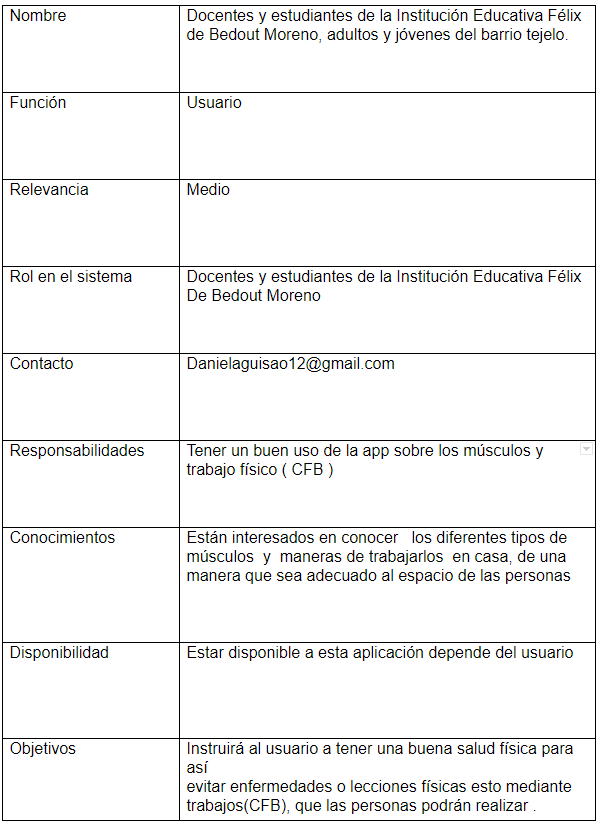 Nombre
Docentes y estudiantes de la Institución Educativa Félix
de Bedout Moreno, adultos y jóvenes del barrio tejelo.
Función
Usuario
Relevancia
Medio
Rol en el sistema
Docentes y estudiantes de la Institución Educativa Félix
De Bedout Moreno
Contacto
Danielaguisao12@gmail.com
Responsabilidades
Tener un buen uso de la app sobre los músculos y
trabajo físico ( CFB )
Conocimientos
Están interesados en conocer   los diferentes tipos de
músculos  y  maneras de trabajarlos  en casa, de una
manera que sea adecuado al espacio de las personas
Disponibilidad
Estar disponible a esta aplicación depende del usuario
Objetivos
Instruirá al usuario a tener una buena salud física para
así
evitar enfermedades o lecciones físicas esto mediante
trabajos(CFB), que las personas podrán realizar .